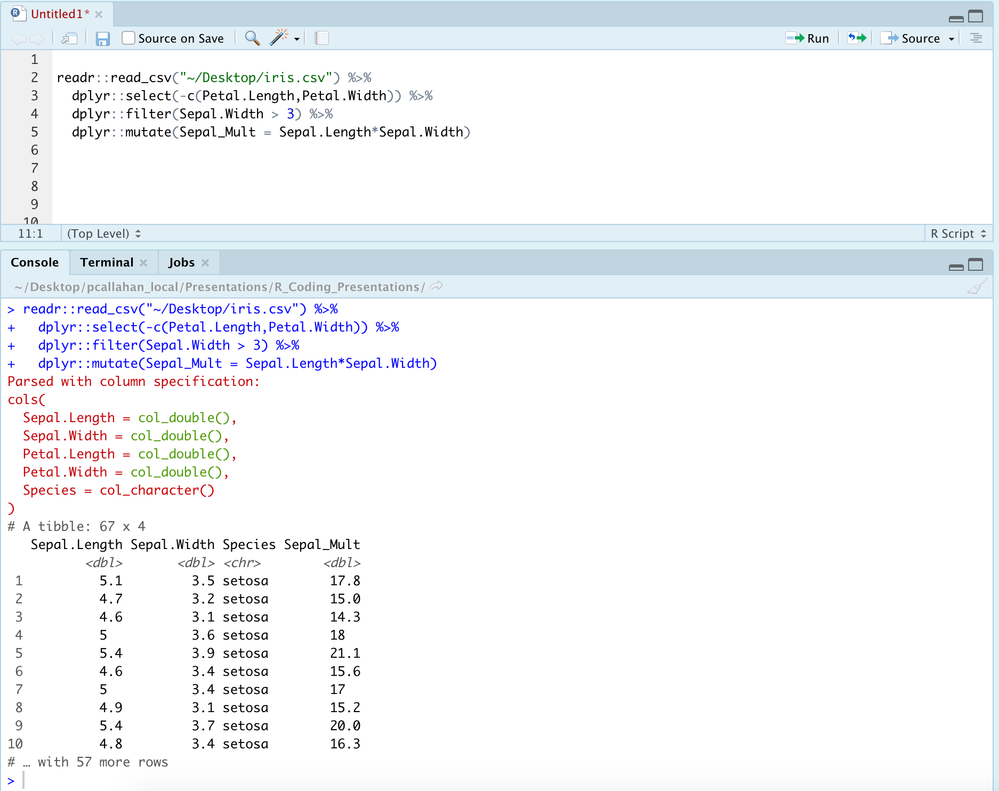 Untitled1*
Source on Save
Run
Source
1
2 readr::read_csv("~/Desktop/iris.csv") %>%
3   dplyr::select(-c(Petal.Length,Petal.Width)) %>%
4   dplyr::filter(Sepal.Width > 3) %>%
5   dplyr::mutate(Sepal_Mult = Sepal.Length*Sepal.Width)
6
7
8
9
10
11:1 (Top Level) R Script
Console Terminal Jobs
~/Desktop/pcallahan_local/Presentations/R_Coding_Presentations/
> readr::read_csv("~/Desktop/iris.csv") %>%
+   dplyr::select(-c(Petal.Length,Petal.Width)) %>%
+   dplyr::filter(Sepal.Width > 3) %>%
+   dplyr::mutate(Sepal_Mult = Sepal.Length*Sepal.Width)
Parsed with column specification:
cols(
  Sepal.Length = col_double(),
  Sepal.Width = col_double(),
  Petal.Length = col_double(),
  Petal.Width = col_double(),
  Species = col_character()
)
# A tibble: 67 x 4
   Sepal.Length Sepal.Width Species Sepal_Mult
          <dbl>       <dbl> <chr>        <dbl>
 1          5.1         3.5 setosa        17.8
 2          4.7         3.2 setosa        15.0
 3          4.6         3.1 setosa        14.3
 4          5           3.6 setosa        18
 5          5.4         3.9 setosa        21.1
 6          4.6         3.4 setosa        15.6
 7          5           3.4 setosa        17
 8          4.9         3.1 setosa        15.2
 9          5.4         3.7 setosa        20.0
10          4.8         3.4 setosa        16.3
# … with 57 more rows
>